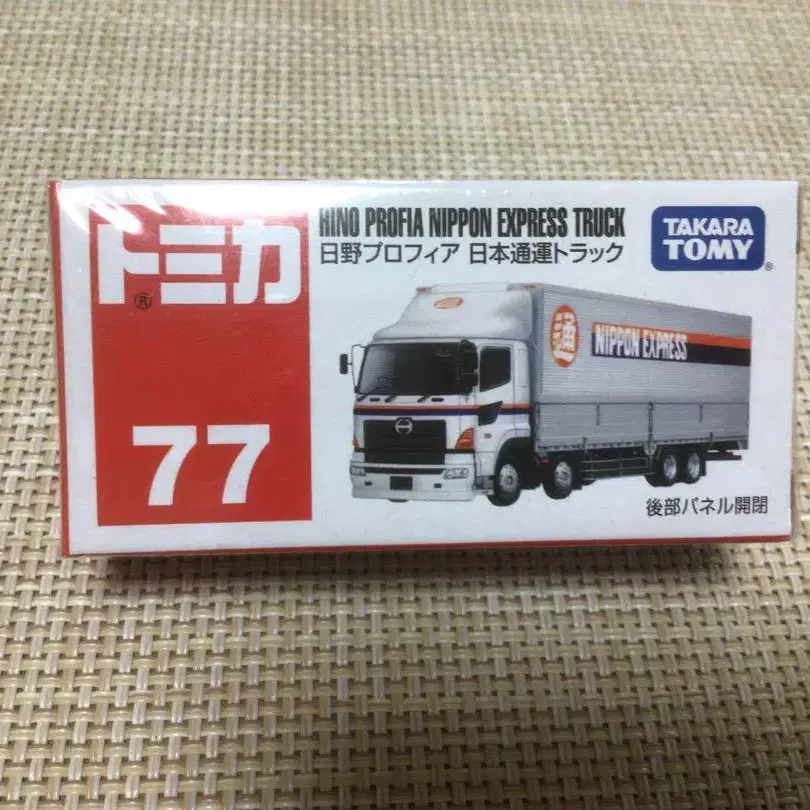 トミカ
®
77
HINO PROFIA NIPPON EXPRESS TRUCK
日野プロフィア 日本通運トラック
TAKARA
TOMY®
通
NIPPON EXPRESS
後部パネル開閉